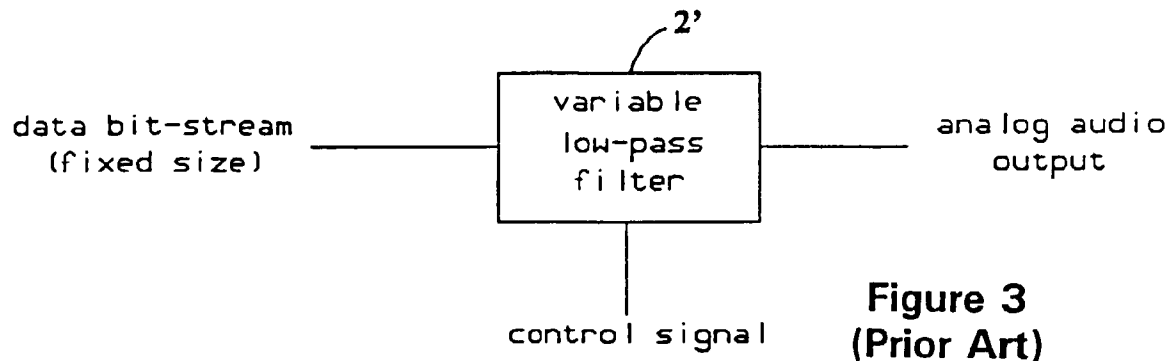 2'
variable
low-pass
filter
data bit-stream
(fixed size)
analog audio
output
control signal
Figure 3
(Prior Art)